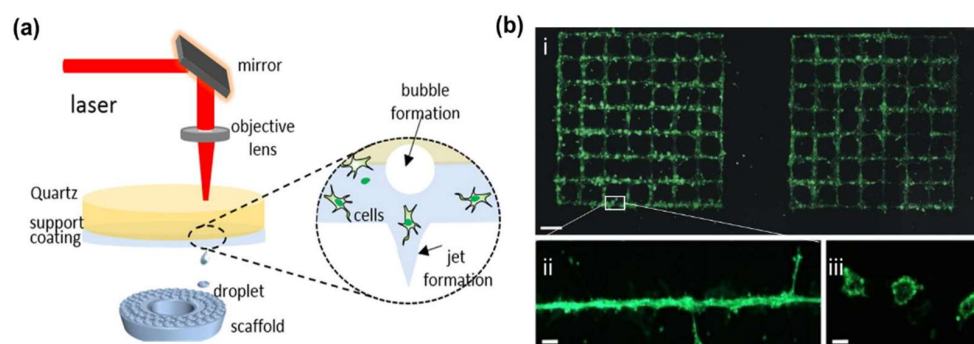 (a)
mirror
laser
objective
lens
Quartz
support
coating
droplet
scaffold
bubble
formation
cells
jet
formation
(b)
i
ii
iii